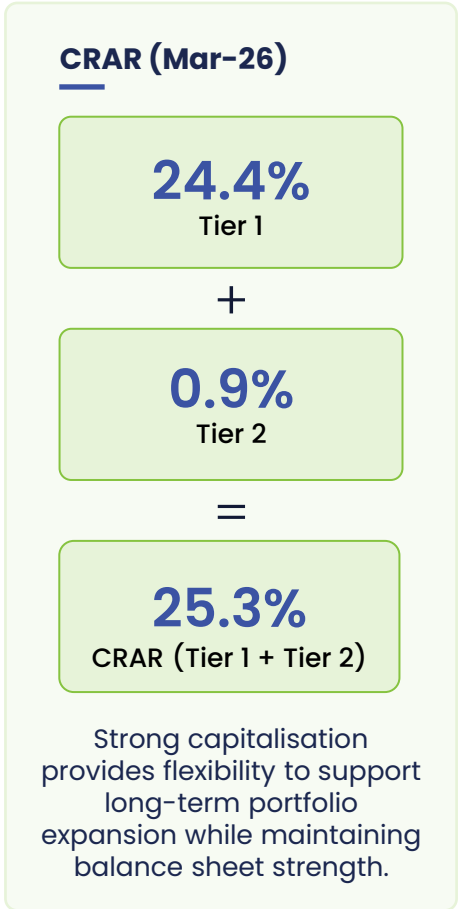 CRAR (Mar-26)
24.4%
Tier 1
+
0.9%
Tier 2
=
25.3%
CRAR (Tier 1 + Tier 2)
Strong capitalisation
provides flexibility to support
long-term portfolio
expansion while maintaining
balance sheet strength.